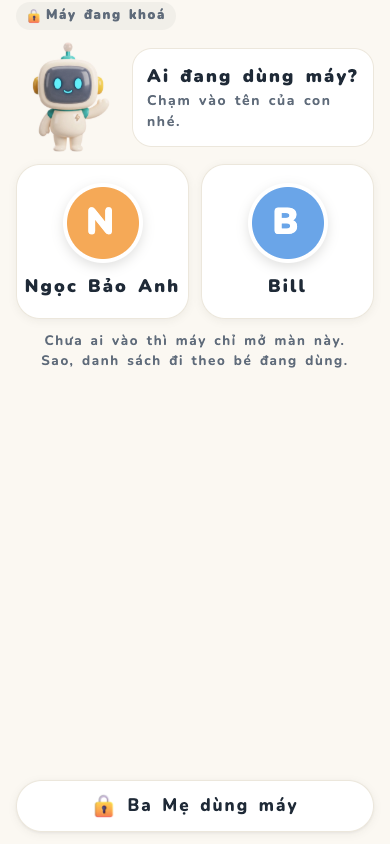 🔒 Máy đang khoá
Ai đang dùng máy?
Chạm vào tên của con
nhé.
N
Ngọc Bảo Anh
B
Bill
Chưa ai vào thì máy chỉ mở màn này.
Sao, danh sách đi theo bé đang dùng.
🔒 Ba Mẹ dùng máy